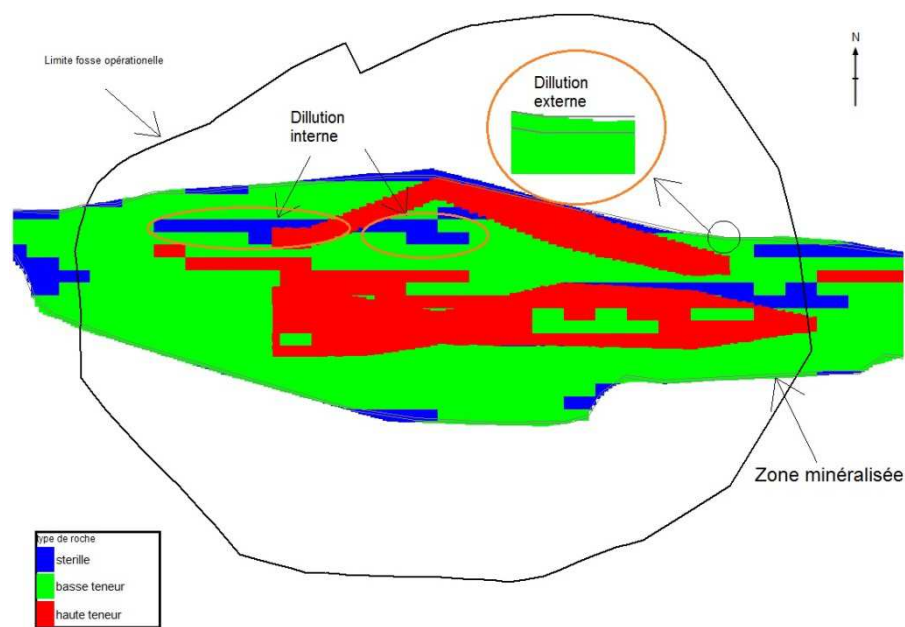 Limite fosse opérationelle
N
Dillution
externe
Dillution
interne
Zone minéralisée
type de roche
sterille
basse teneur
haute teneur